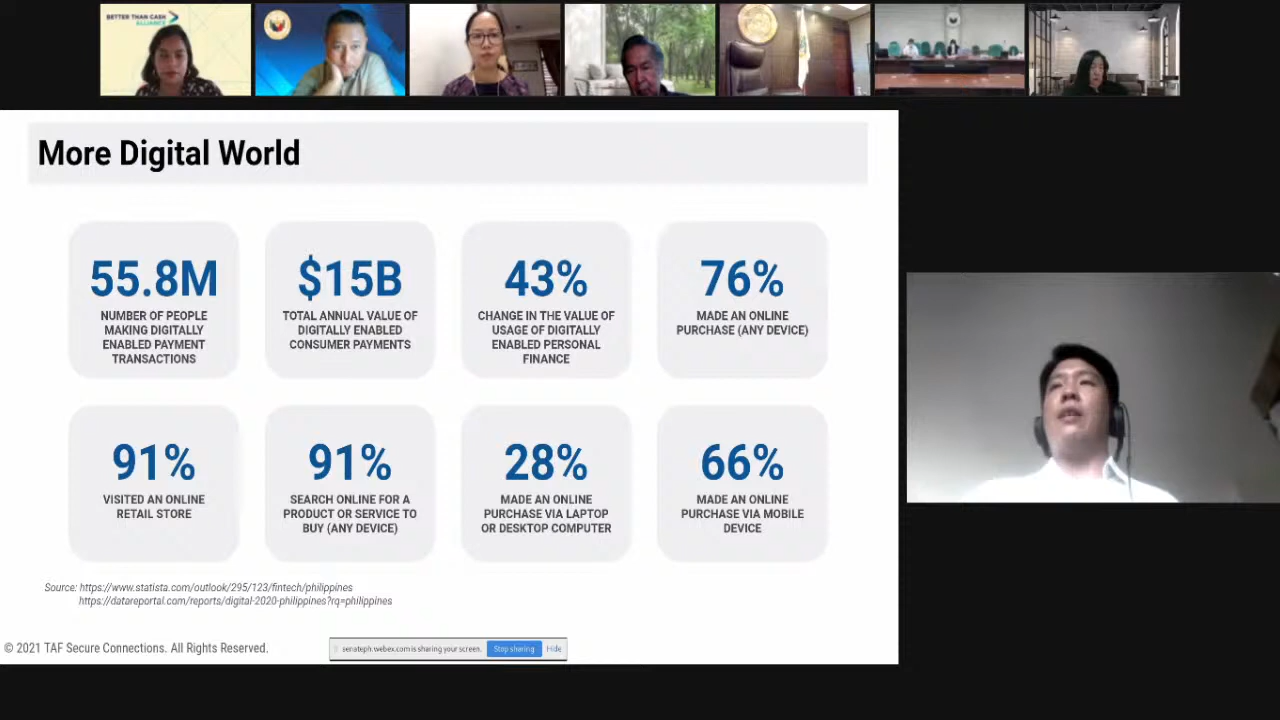 BETTER THAN CASH
ALLIANCE
More Digital World
55.8M
NUMBER OF PEOPLE
MAKING DIGITALLY
ENABLED PAYMENT
TRANSACTIONS
$15B
TOTAL ANNUAL VALUE OF
DIGITALLY ENABLED
CONSUMER PAYMENTS
43%
CHANGE IN THE VALUE OF
USAGE OF DIGITALLY
ENABLED PERSONAL
FINANCE
76%
MADE AN ONLINE
PURCHASE (ANY DEVICE)
91%
VISITED AN ONLINE
RETAIL STORE
91%
SEARCH ONLINE FOR A
PRODUCT OR SERVICE TO
BUY (ANY DEVICE)
28%
MADE AN ONLINE
PURCHASE VIA LAPTOP
OR DESKTOP COMPUTER
66%
MADE AN ONLINE
PURCHASE VIA MOBILE
DEVICE
Source: https://www.statista.com/outlook/295/123/fintech/philippines
https://datareportal.com/reports/digital-2020-philippines?rq=philippines
© 2021 TAF Secure Connections. All Rights Reserved.
senateph.webex.com is sharing your screen. Stop sharing Hide